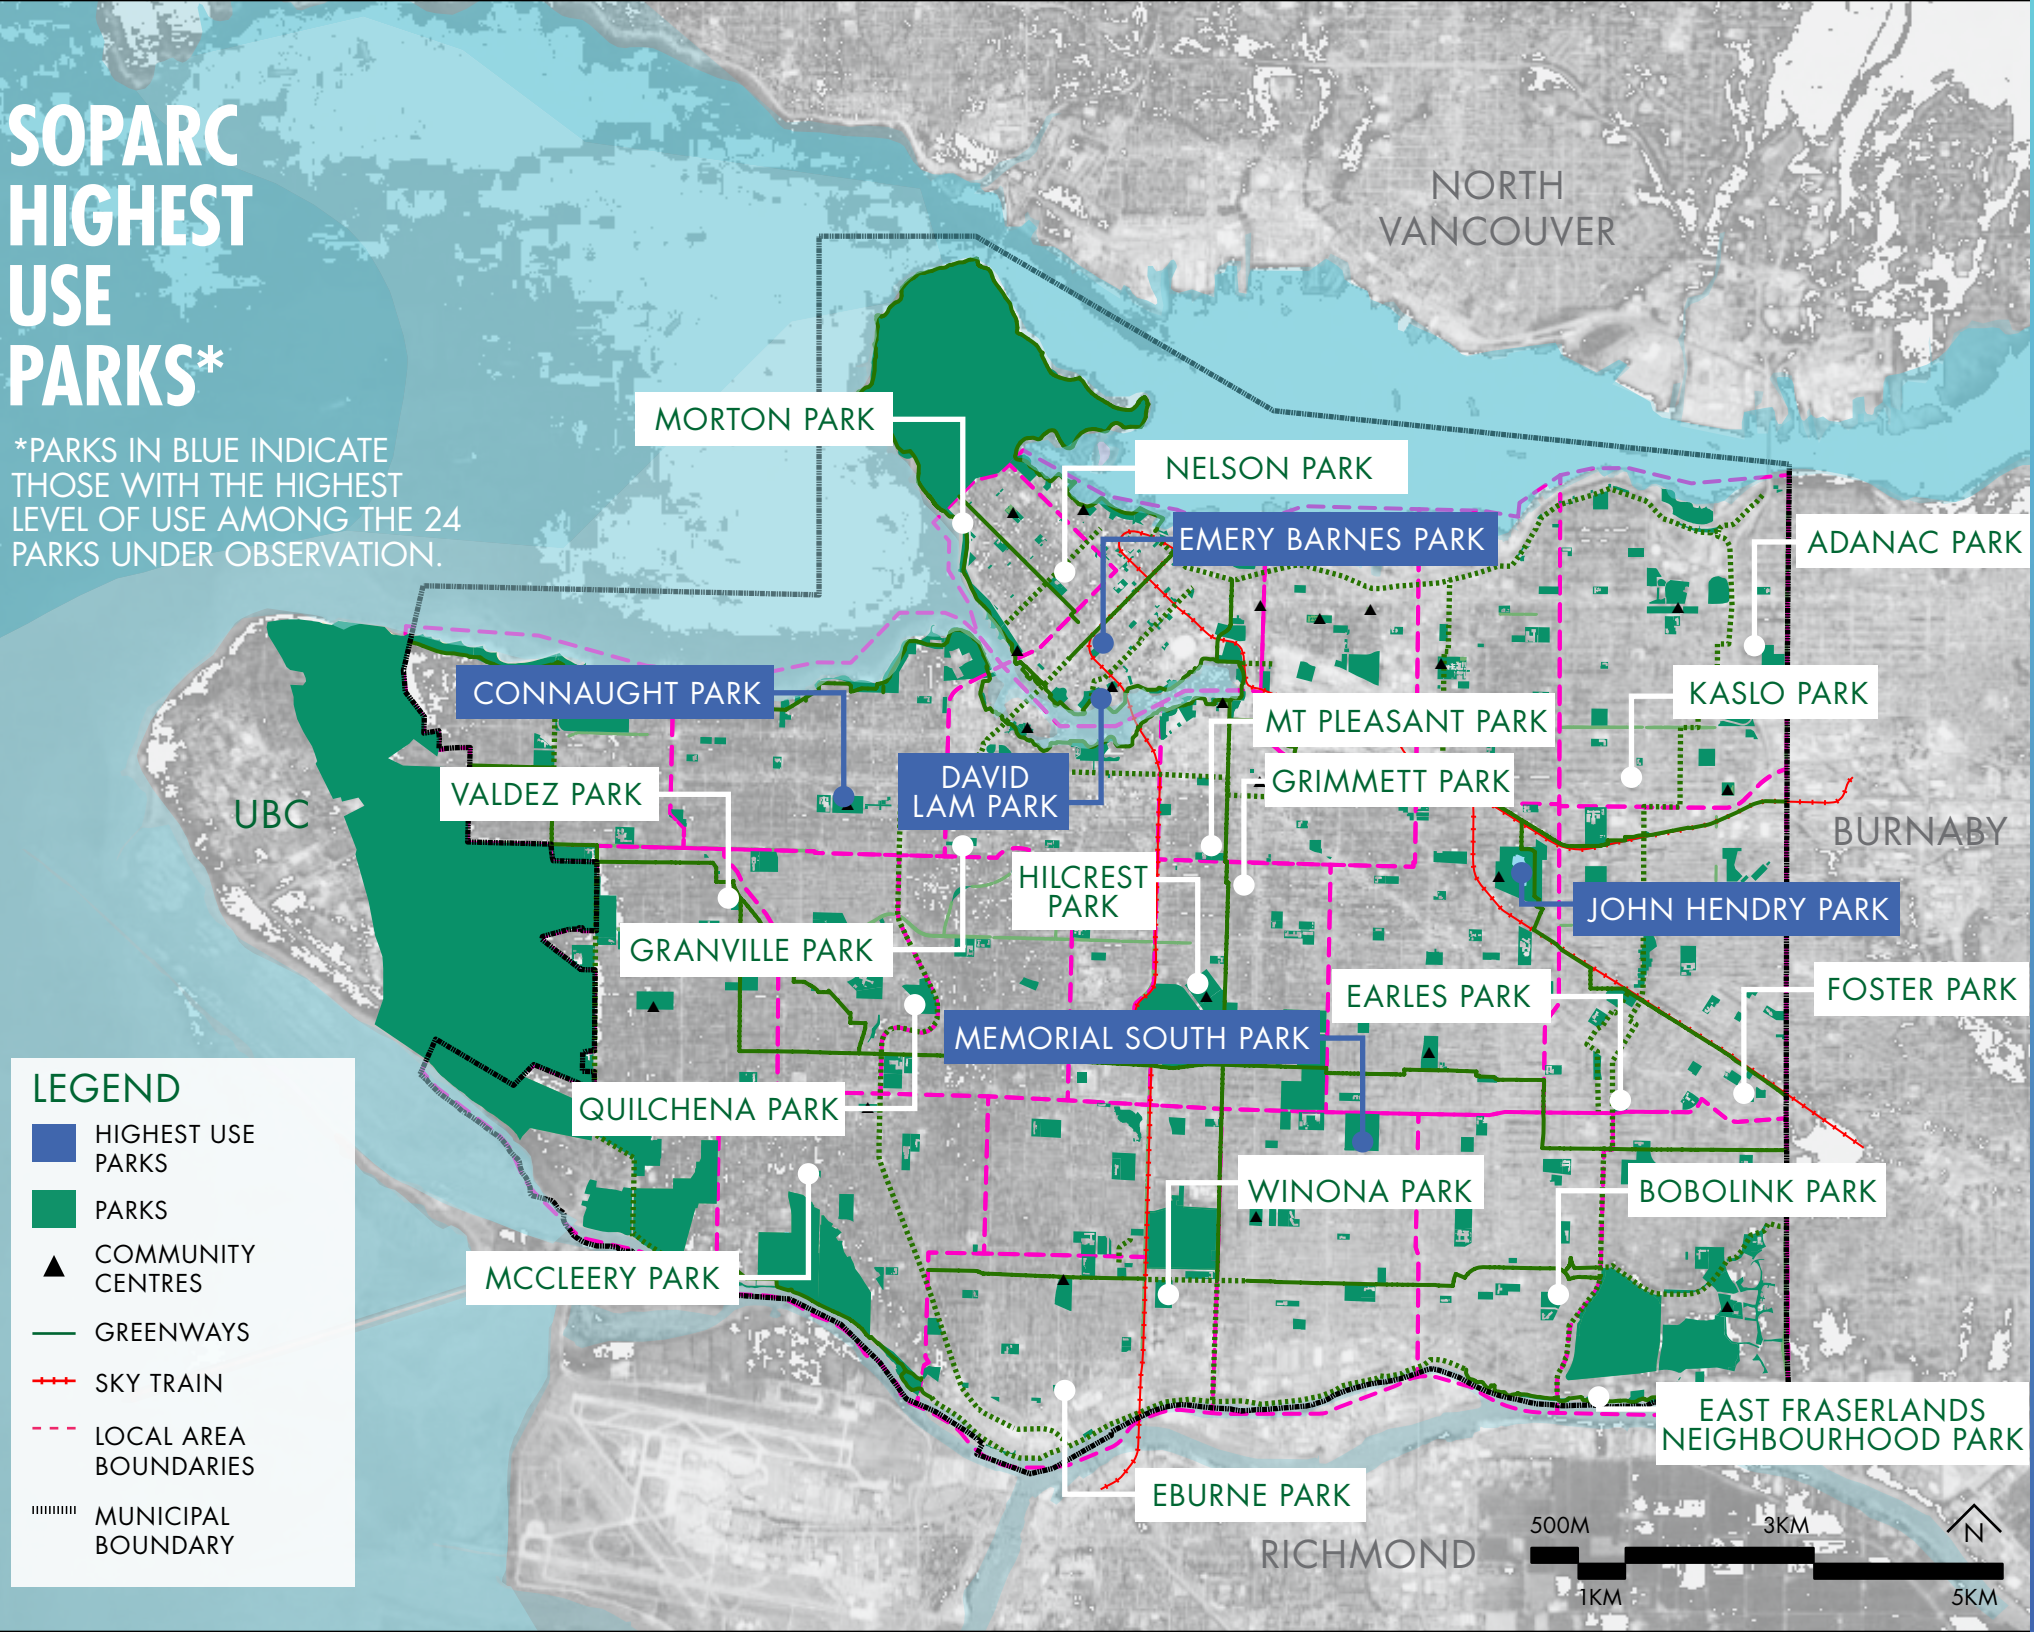 SOPARC
HIGHEST
USE
PARKS*
*PARKS IN BLUE INDICATE
THOSE WITH THE HIGHEST
LEVEL OF USE AMONG THE 24
PARKS UNDER OBSERVATION.
NORTH
VANCOUVER
MORTON PARK
NELSON PARK
EMERY BARNES PARK
ADANAC PARK
CONNAUGHT PARK
KASLO PARK
MT PLEASANT PARK
VALDEZ PARK
DAVID
LAM PARK
GRIMMETT PARK
UBC
BURNABY
HILCREST
PARK
JOHN HENDRY PARK
GRANVILLE PARK
EARLES PARK
FOSTER PARK
MEMORIAL SOUTH PARK
QUILCHENA PARK
WINONA PARK
BOBOLINK PARK
MCCLEERY PARK
EAST FRASERLANDS
NEIGHBOURHOOD PARK
EBURNE PARK
RICHMOND
LEGEND
HIGHEST USE
PARKS
PARKS
COMMUNITY
CENTRES
GREENWAYS
SKY TRAIN
LOCAL AREA
BOUNDARIES
MUNICIPAL
BOUNDARY
500M
3KM
N
1KM
5KM